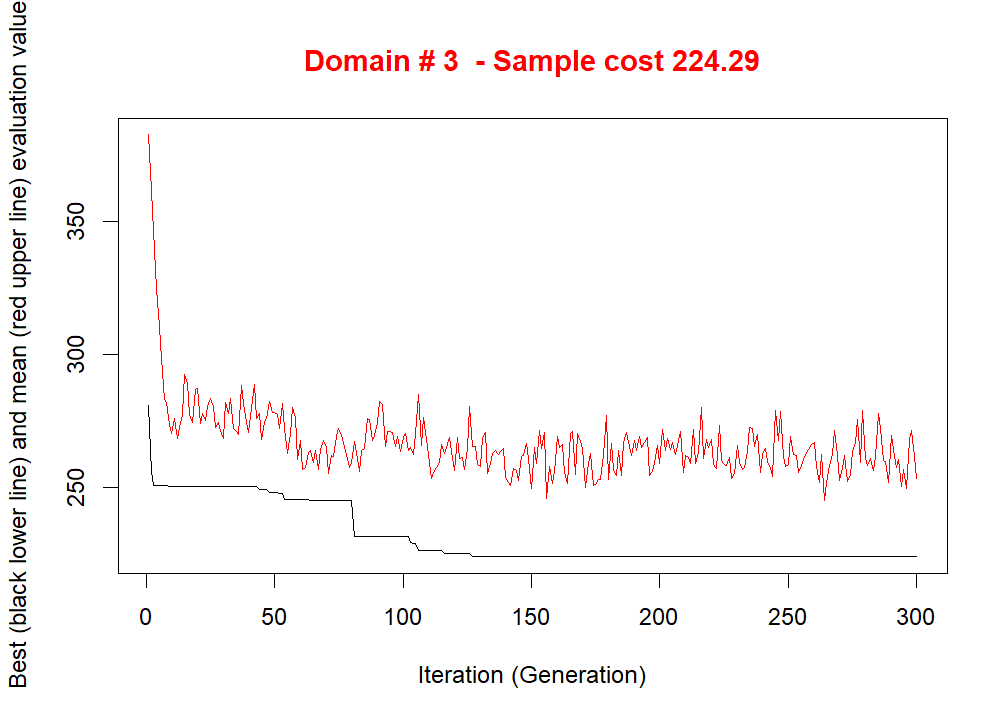 Domain # 3 - Sample cost 224.29
Best (black lower line) and mean (red upper line) evaluation value
350
300
250
0 50 100 150 200 250 300
Iteration (Generation)